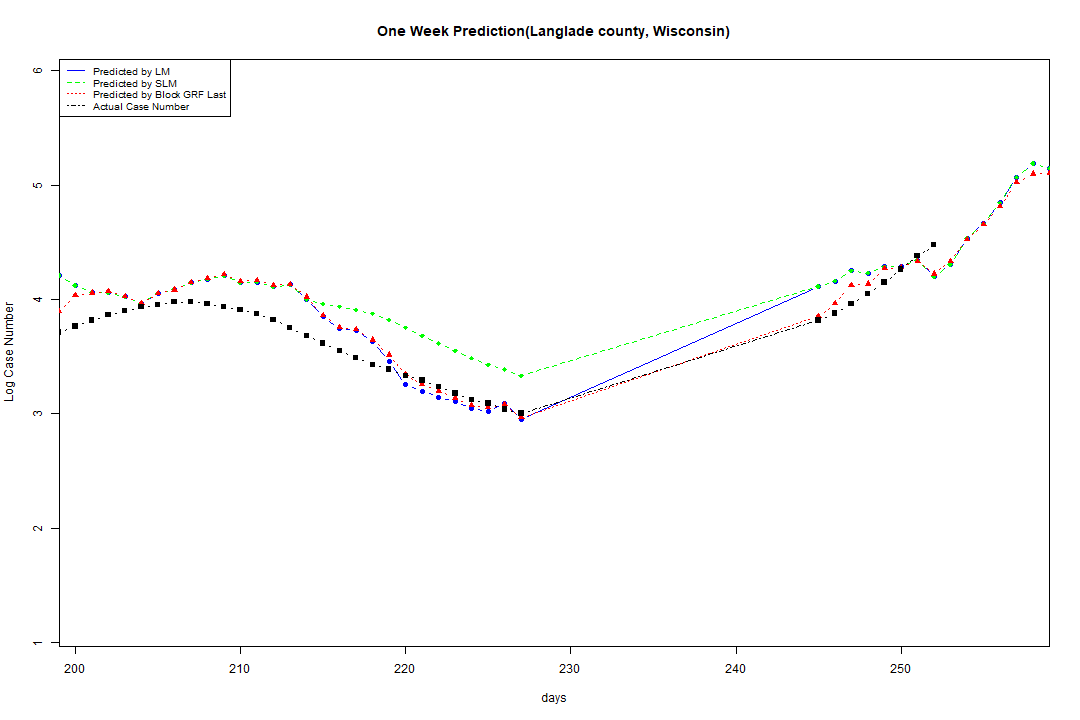 One Week Prediction(Langlade county, Wisconsin)
Predicted by LM
Predicted by SLM
Predicted by Block GRF Last
Actual Case Number
6
5
4
3
2
1
Log Case Number
200 210 220 230 240 250
days